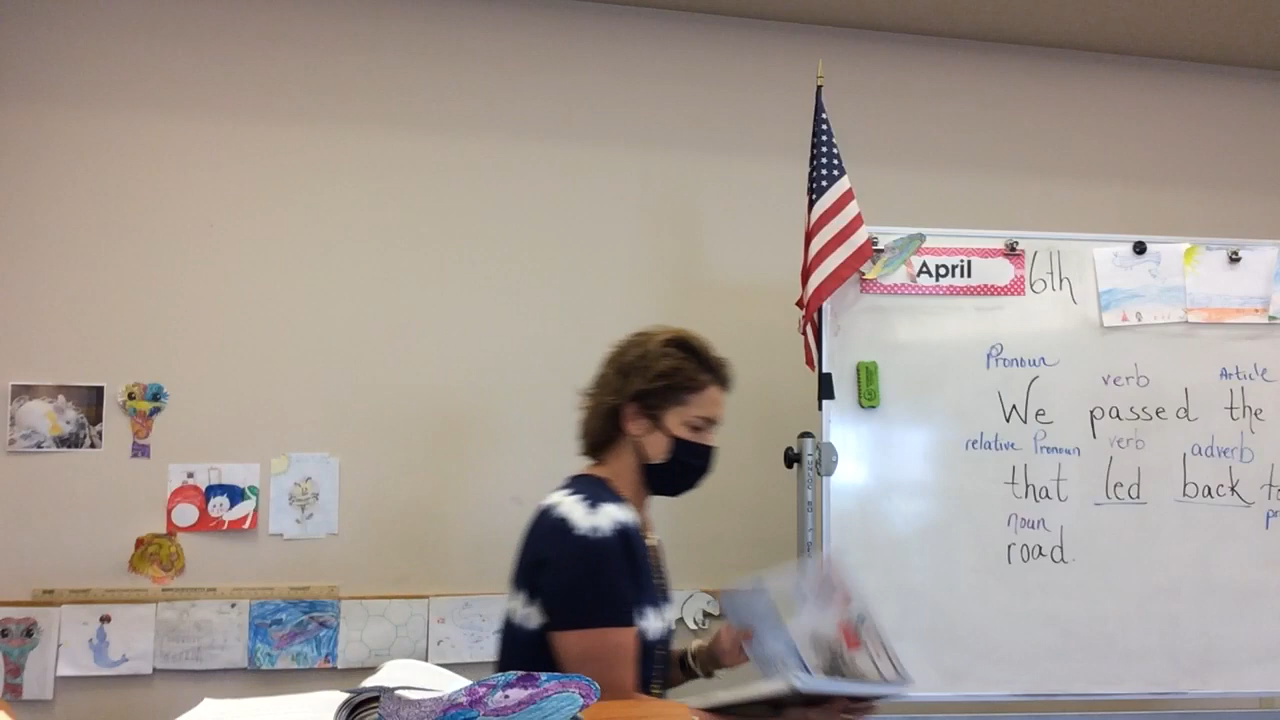 April 6th
Pronoun verb Article
We passed the
relative Pronoun verb adverb
that led back
noun
road.